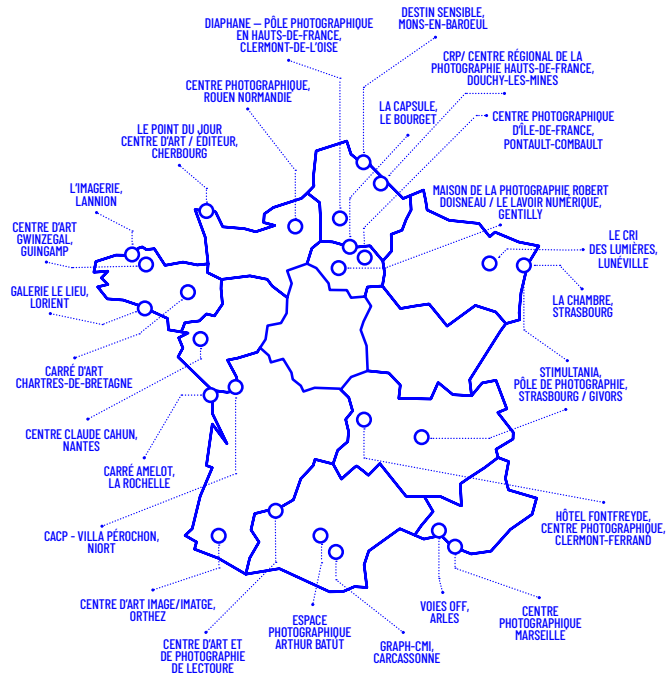 DESTIN SENSIBLE,
MONS-EN-BAROEUL
DIAPHANE – PÔLE PHOTOGRAPHIQUE
EN HAUTS-DE-FRANCE,
CLERMONT-DE-L'OISE
CRP/ CENTRE RÉGIONAL DE LA
PHOTOGRAPHIE HAUTS-DE-FRANCE,
DOUCHY-LES-MINES
CENTRE PHOTOGRAPHIQUE,
ROUEN NORMANDIE
LA CAPSULE,
LE BOURGET
CENTRE PHOTOGRAPHIQUE
D'ÎLE-DE-FRANCE,
PONTAULT-COMBAULT
LE POINT DU JOUR
CENTRE D'ART / ÉDITEUR,
CHERBOURG
L'IMAGERIE,
LANNION
MAISON DE LA PHOTOGRAPHIE ROBERT
DOISNEAU / LE LAVOIR NUMÉRIQUE,
GENTILLY
CENTRE D'ART
GWINZEGAL,
GUINGAMP
LE CRI
DES LUMIÈRES,
LUNÉVILLE
GALERIE LE LIEU,
LORIENT
LA CHAMBRE,
STRASBOURG
CARRÉ D'ART
CHARTRES-DE-BRETAGNE
STIMULTANIA,
PÔLE DE PHOTOGRAPHIE,
STRASBOURG / GIVORS
CENTRE CLAUDE CAHUN,
NANTES
CARRÉ AMELOT,
LA ROCHELLE
CACP - VILLA PÉROCHON,
NIORT
HÔTEL FONTFREYDE,
CENTRE PHOTOGRAPHIQUE,
CLERMONT-FERRAND
CENTRE D'ART IMAGE/IMATGE,
ORTHEZ
CENTRE D'ART ET
DE PHOTOGRAPHIE
DE LECTOURE
ESPACE
PHOTOGRAPHIQUE
ARTHUR BATUT
GRAPH-CMI,
CARCASSONNE
VOIES OFF,
ARLES
CENTRE
PHOTOGRAPHIQUE
MARSEILLE